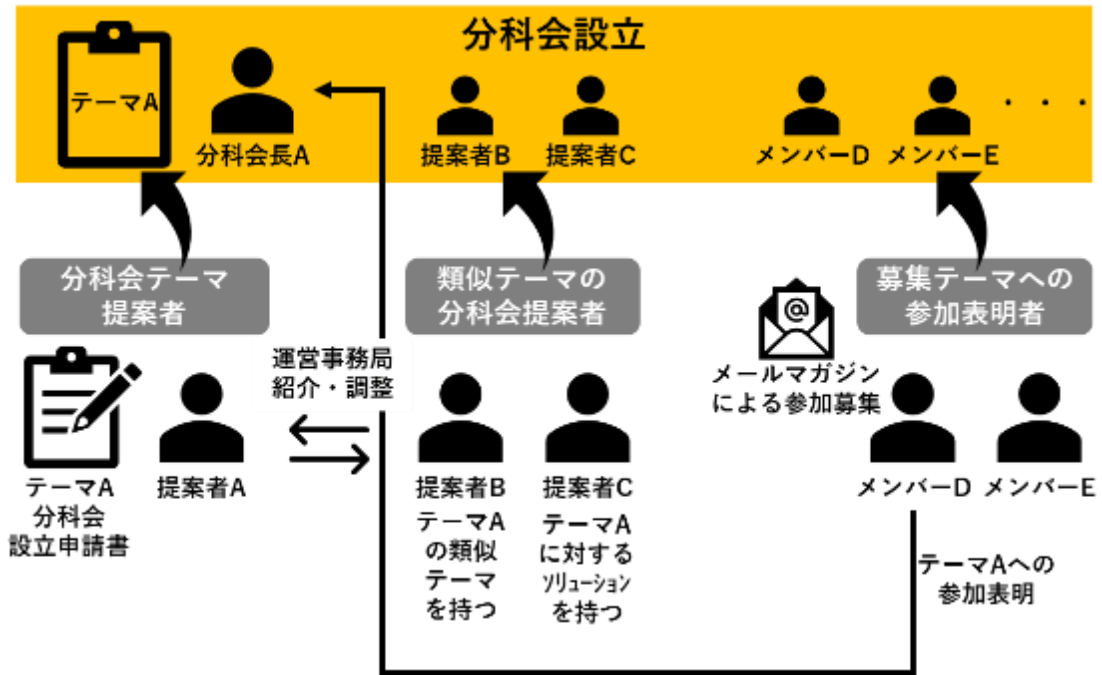 分科会設立
テーマA
分科会長A
提案者B
提案者C
メンバーD
メンバーE
・・・
分科会テーマ
提案者
類似テーマの
分科会提案者
募集テーマへの
参加表明者
運営事務局
紹介・調整
@
メールマガジン
による参加募集
テーマA
分科会
設立申請書
提案者A
提案者B
テーマA
の類似
テーマ
を持つ
提案者C
テーマA
に対する
ソリューション
を持つ
メンバーD
メンバーE
テーマAへの
参加表明